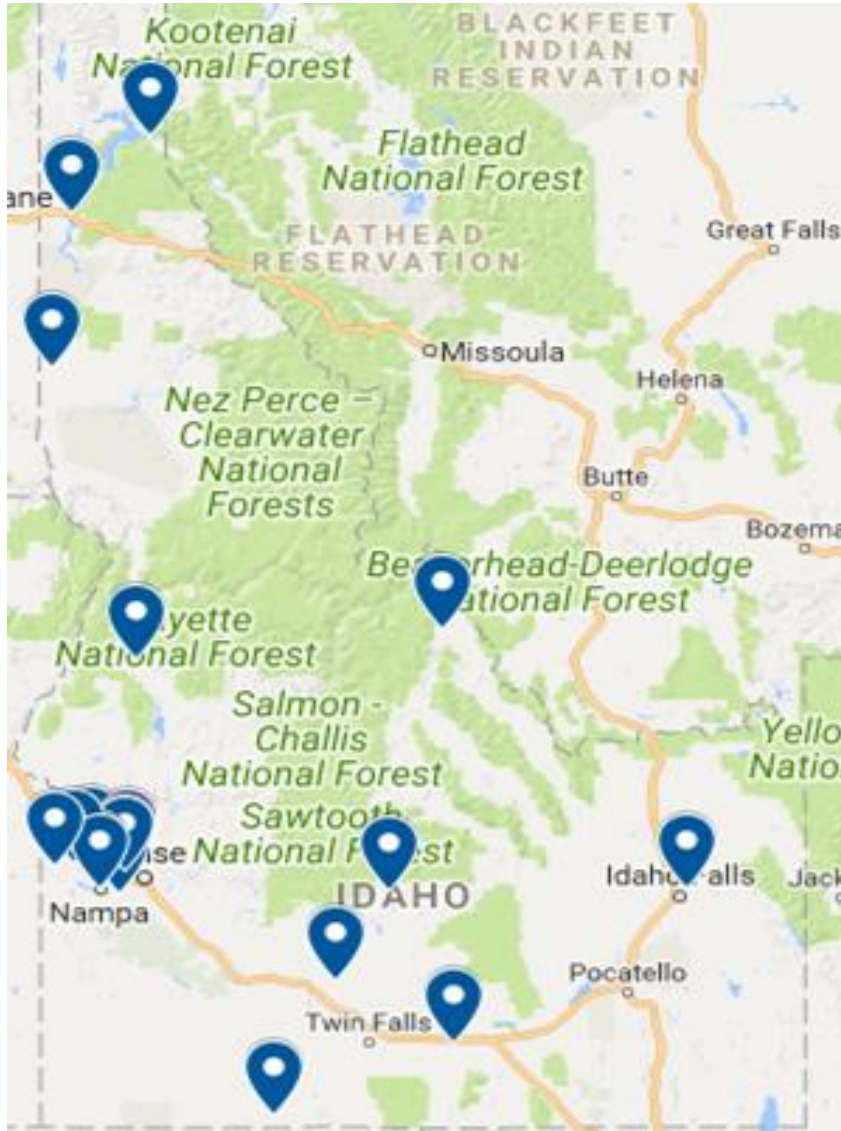 BLACKFEET
INDIAN
RESERVATION
Kootenai
National Forest
Flathead
National Forest
ane
FLATHEAD
RESERVATION
Great Falls
Missoula
Helena
Nez Perce –
Clearwater
National
Forests
Butte
Bozema
Be rhead-Deerlodge
ational Forest
yette
National Forest
Salmon -
Challis
National Forest
Yello
Natio
Sawtooth
National F est
ise
Idaho alls
Jack
IDAHO
Nampa
Pocatello
Twin Falls